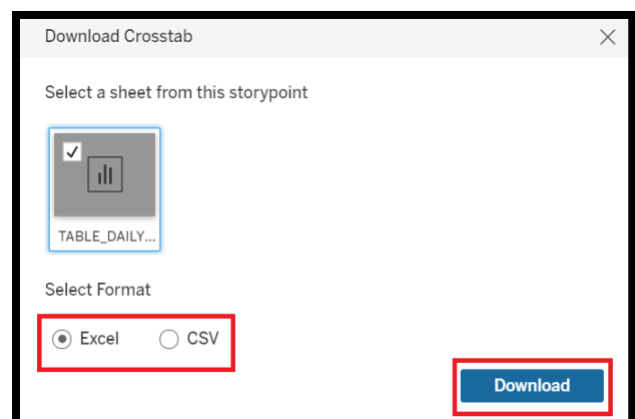 Download Crosstab
Select a sheet from this storypoint
TABLE_DAILY...
Select Format
Excel CSV
Download